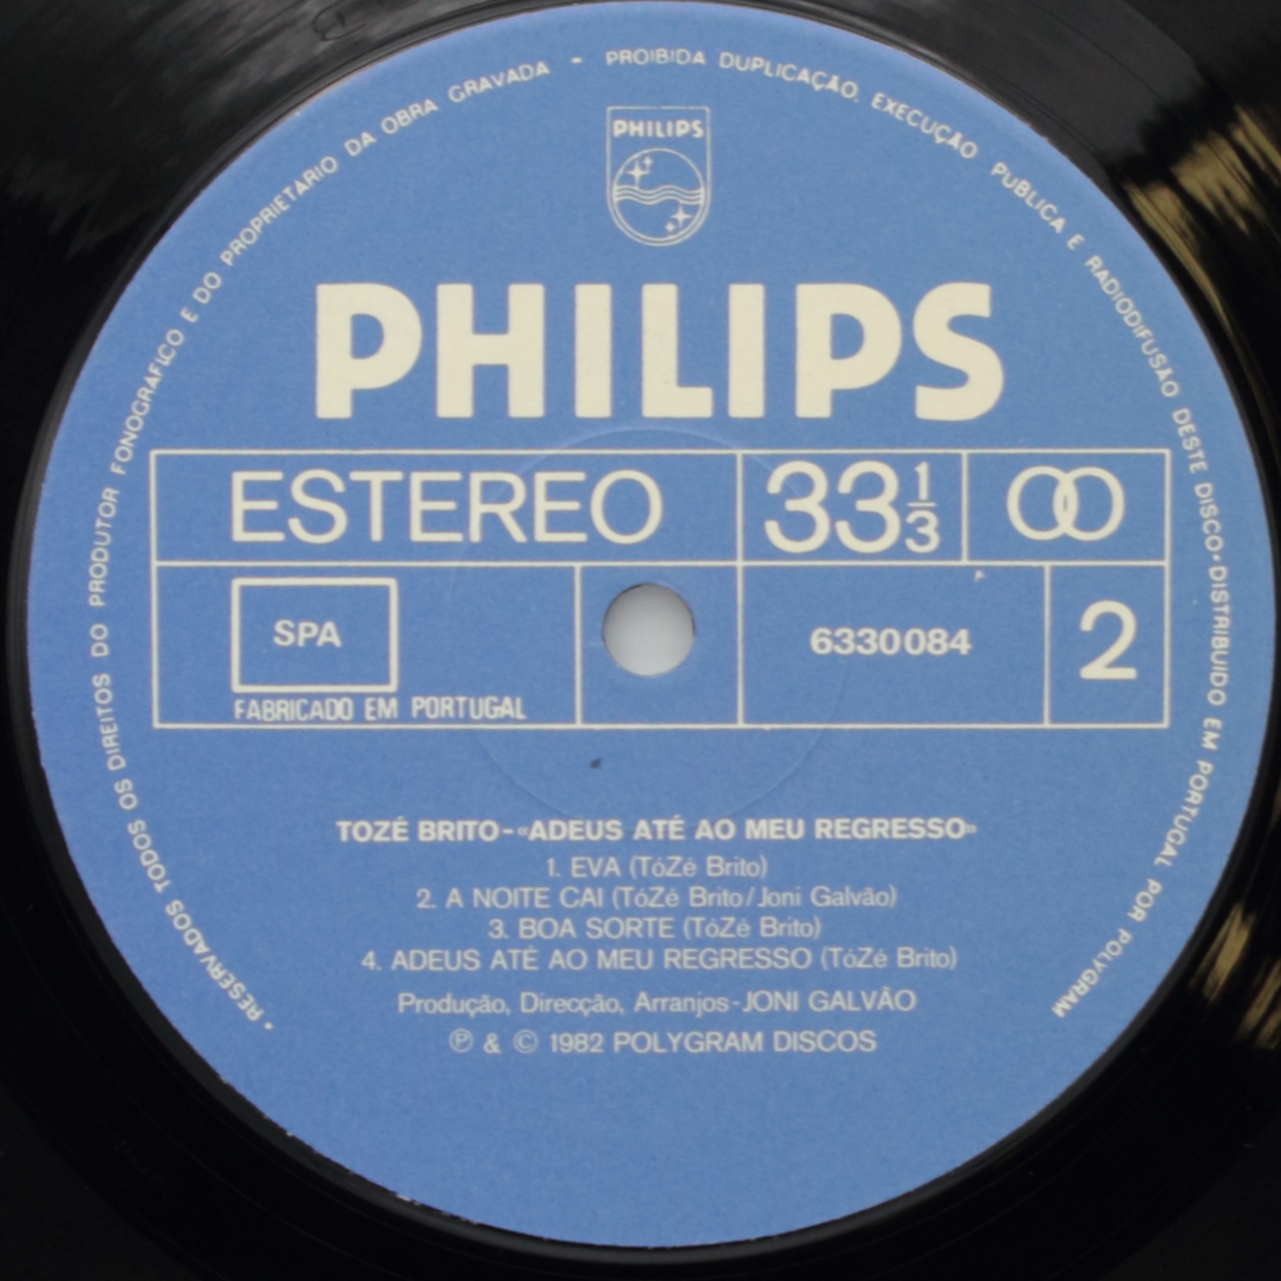 • RESERVADOS TODOS OS DIREITOS DO PRODUTOR FONOGRAFICO E DO PROPRIETARIO DA OBRA GRAVADA - PROIBIDA DUPLICAÇÃO, EXECUÇÃO PUBLICA E RADIODIFUSÃO DESTE DISCO • DISTRIBUIDO EM PORTUGAL POR POLYGRAM
PHILIPS
PHILIPS
ESTEREO 33 1/3
SPA 6330084 2
FABRICADO EM PORTUGAL
TOZÉ BRITO-«ADEUS ATÉ AO MEU REGRESSO»
1. EVA (TóZé Brito)
2. A NOITE CAI (TóZé Brito/Joni Galvão)
3. BOA SORTE (TóZé Brito)
4. ADEUS ATÉ AO MEU REGRESSO (TóZé Brito)
Produção, Direcção, Arranjos-JONI GALVÃO
℗ & © 1982 POLYGRAM DISCOS